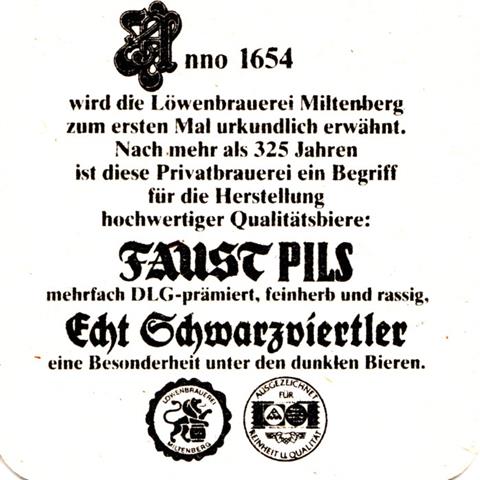 Anno 1654
wird die Löwenbrauerei Miltenberg
zum ersten Mal urkundlich erwähnt.
Nach mehr als 325 Jahren
ist diese Privatbrauerei ein Begriff
für die Herstellung
hochwertiger Qualitätsbiere:
FAUST PILS
mehrfach DLG-prämiert, feinherb und rassig,
Echt Schwarzviertler
eine Besonderheit unter den dunklen Bieren.
LÖWENBRAUEREI
MILTENBERG
AUSGEZEICHNET
FÜR
REINHEIT u. QUALITÄT